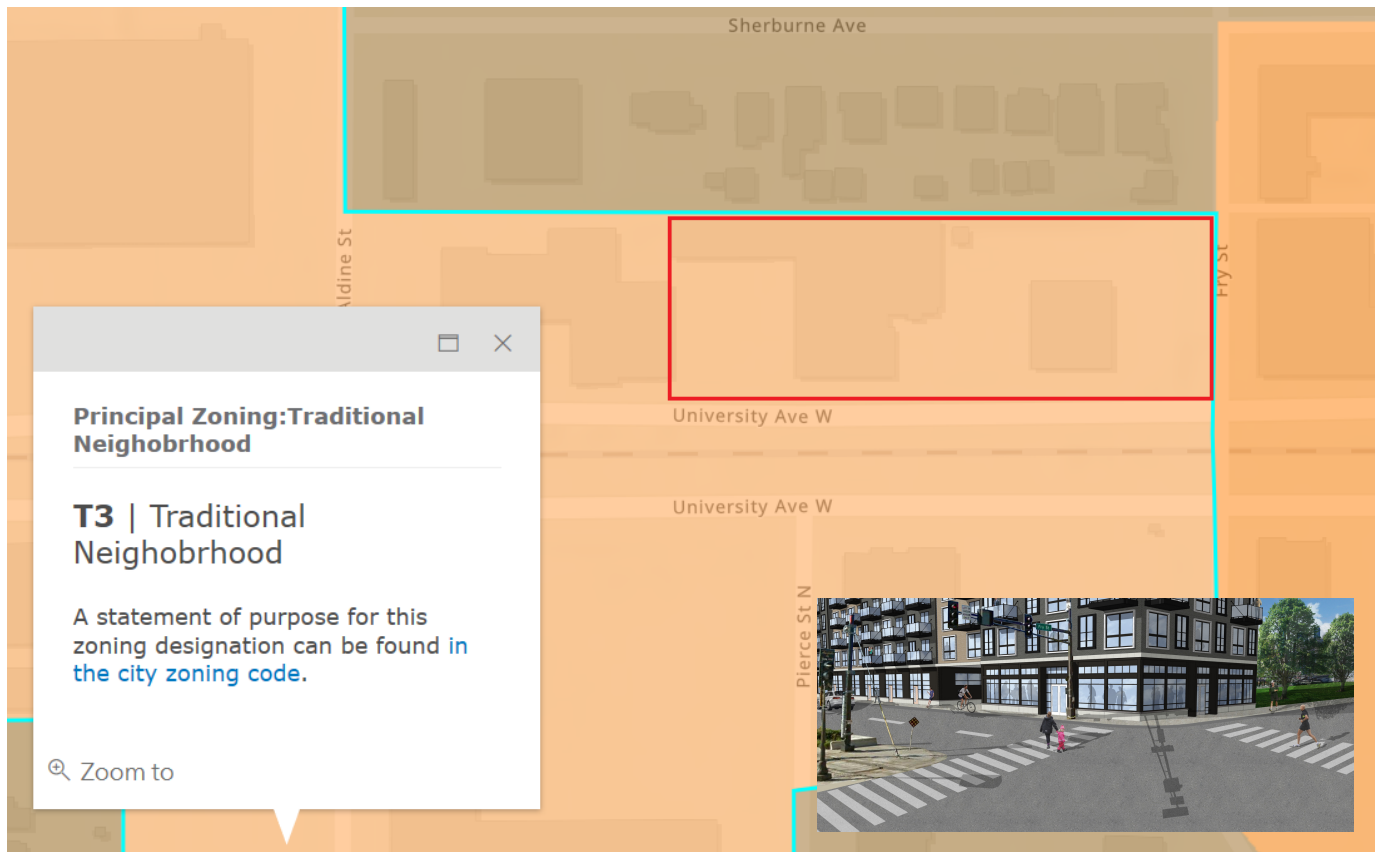 Sherburne Ave
Aldine St
Fry St
Principal Zoning:Traditional
Neighobrhood
T3 | Traditional
Neighobrhood
A statement of purpose for this
zoning designation can be found in
the city zoning code.
Zoom to
University Ave W
University Ave W
Pierce St N